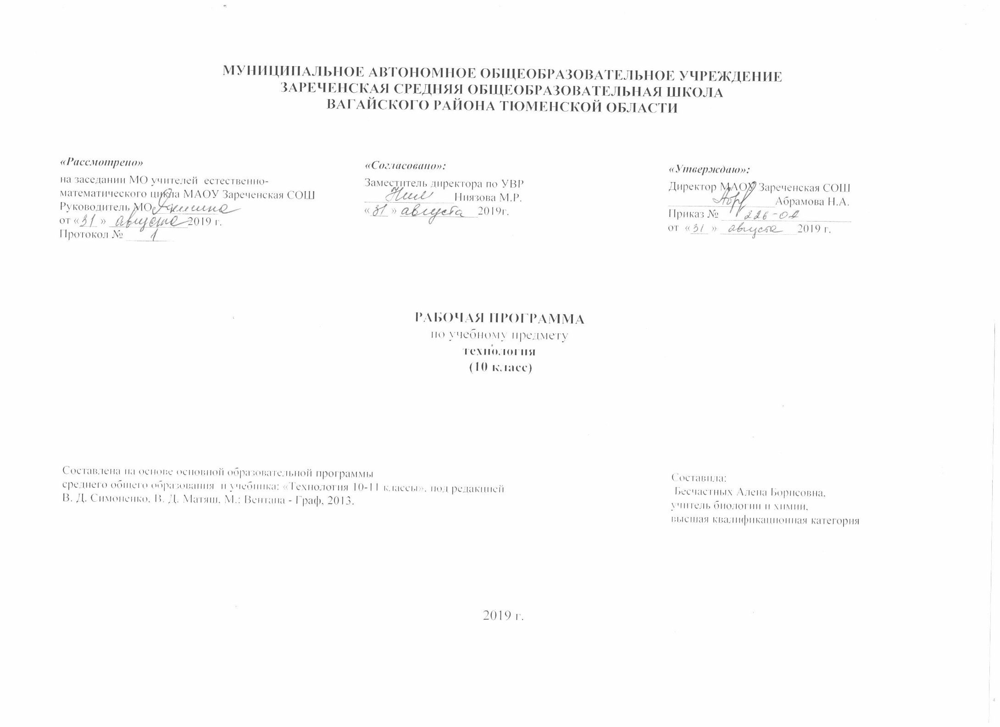 МУНИЦИПАЛЬНОЕ АВТОНОМНОЕ ОБЩЕОБРАЗОВАТЕЛЬНОЕ УЧРЕЖДЕНИЕ
ЗАРЕЧЕНСКАЯ СРЕДНЯЯ ОБЩЕОБРАЗОВАТЕЛЬНАЯ ШКОЛА
ВАГАЙСКОГО РАЙОНА ТЮМЕНСКОЙ ОБЛАСТИ
«Рассмотрено»
на заседании МО учителей естественно-
математического цикла МАОУ Зареченская СОШ
Руководитель МО
от «31» августа 2019 г.
Протокол № 1
«Согласовано»:
Заместитель директора по УВР
Ниязова М.Р.
«31» августа 2019г.
«Утверждаю»:
Директор МАОУ Зареченская СОШ
Абрамова Н.А.
Приказ № 226-ОД
от «31» августа 2019 г.
РАБОЧАЯ ПРОГРАММА
по учебному предмету
технология
(10 класс)
Составлена на основе основной образовательной программы
среднего общего образования и учебника: «Технология 10-11 классы», под редакцией
В. Д. Симоненко, В. Д. Матяш, М.: Вентана - Граф, 2013.
Составила:
Бесчастных Алена Борисовна,
учитель биологии и химии,
высшая квалификационная категория
2019 г.